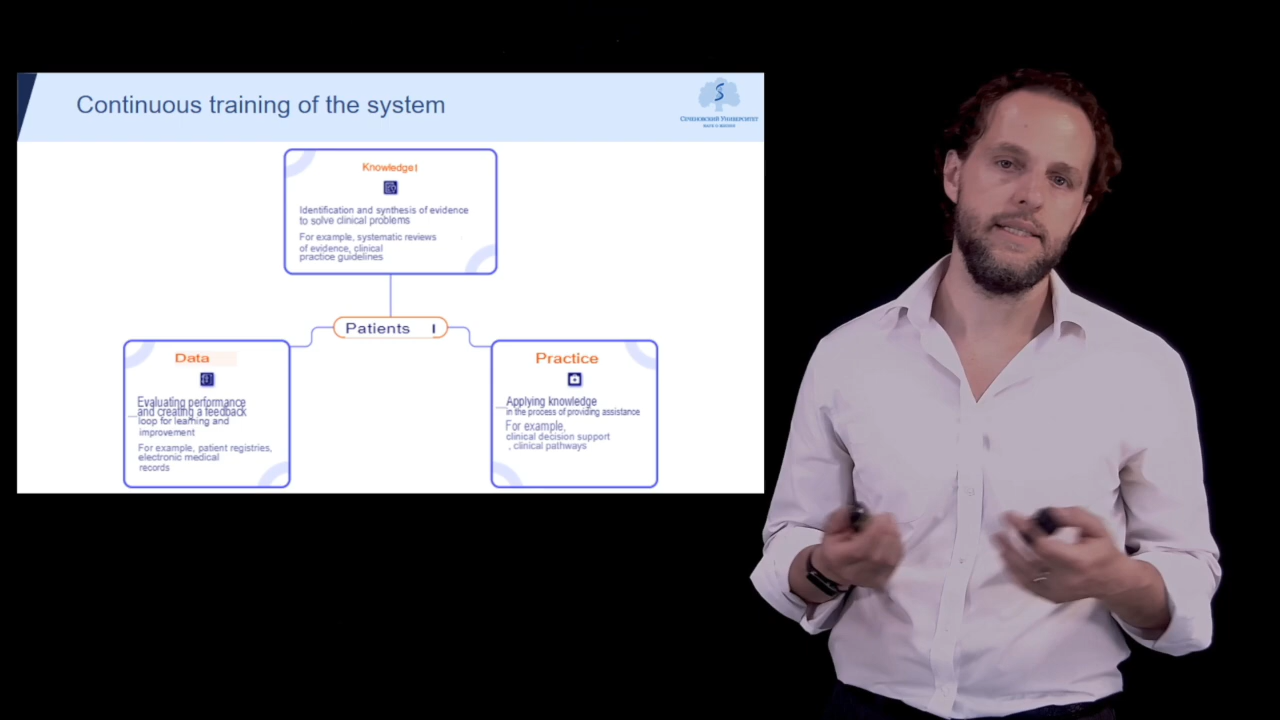 Continuous training of the system
Сеченовский Университет
Knowledge
Identification and synthesis of evidence
to solve clinical problems
For example, systematic reviews
of evidence, clinical
practice guidelines
Patients
Data
Evaluating performance
and creating a feedback
loop for learning and
improvement
For example, patient registries,
electronic medical
records
Practice
Applying knowledge
in the process of providing assistance
For example,
clinical decision support
, clinical pathways